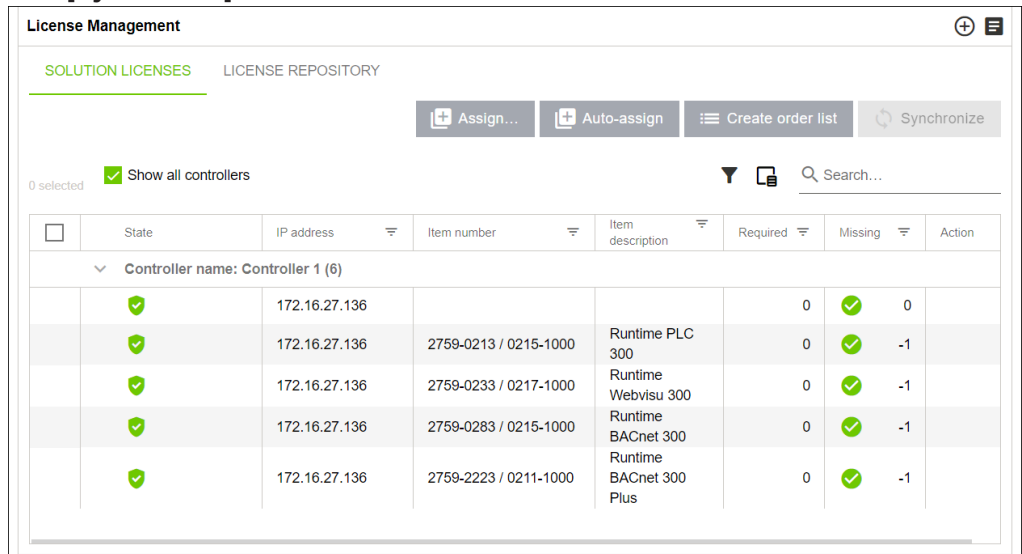 License Management
SOLUTION LICENSES LICENSE REPOSITORY
Assign... Auto-assign Create order list Synchronize
0 selected Show all controllers Search...
State IP address Item number Item description Required Missing Action
Controller name: Controller 1 (6)
172.16.27.136 0 0
172.16.27.136 2759-0213 / 0215-1000 Runtime PLC 300 0 -1
172.16.27.136 2759-0233 / 0217-1000 Runtime Webvisu 300 0 -1
172.16.27.136 2759-0283 / 0215-1000 Runtime BACnet 300 0 -1
172.16.27.136 2759-2223 / 0211-1000 Runtime BACnet 300 Plus 0 -1